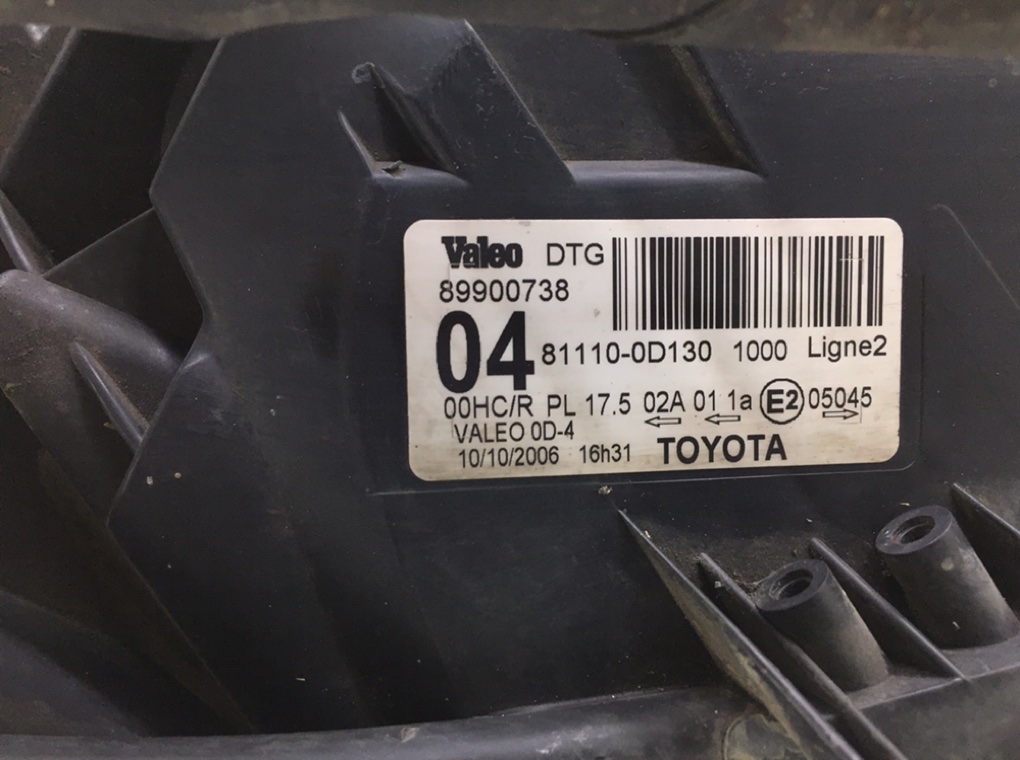 Valeo DTG
89900738
04 81110-0D130 1000 Ligne2
00HC/R PL 17.5 02A 01 1a E2 05045
VALEO 0D-4
10/10/2006 16h31 TOYOTA